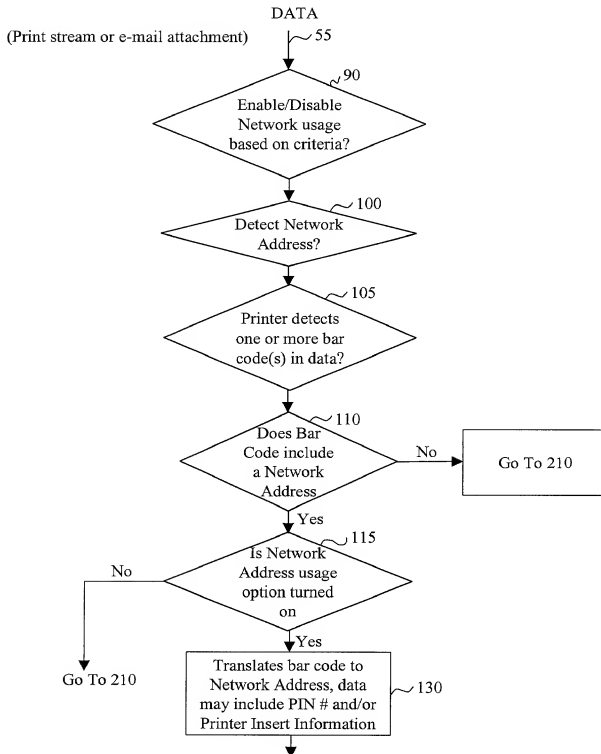 DATA
(Print stream or e-mail attachment)
55
90
Enable/Disable
Network usage
based on criteria?
100
Detect Network
Address?
105
Printer detects
one or more bar
code(s) in data?
110
Does Bar
Code include
a Network
Address
No
Go To 210
Yes
115
Is Network
Address usage
option turned
on
No
Go To 210
Yes
Translates bar code to
Network Address, data
may include PIN # and/or
Printer Insert Information
130